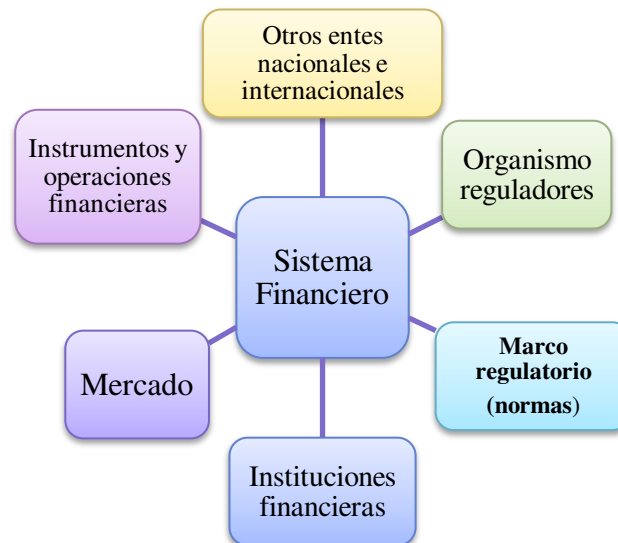 Otros entes
nacionales e
internacionales
Instrumentos y
operaciones
financieras
Organismo
reguladores
Sistema
Financiero
Mercado
Marco
regulatorio
(normas)
Instituciones
financieras